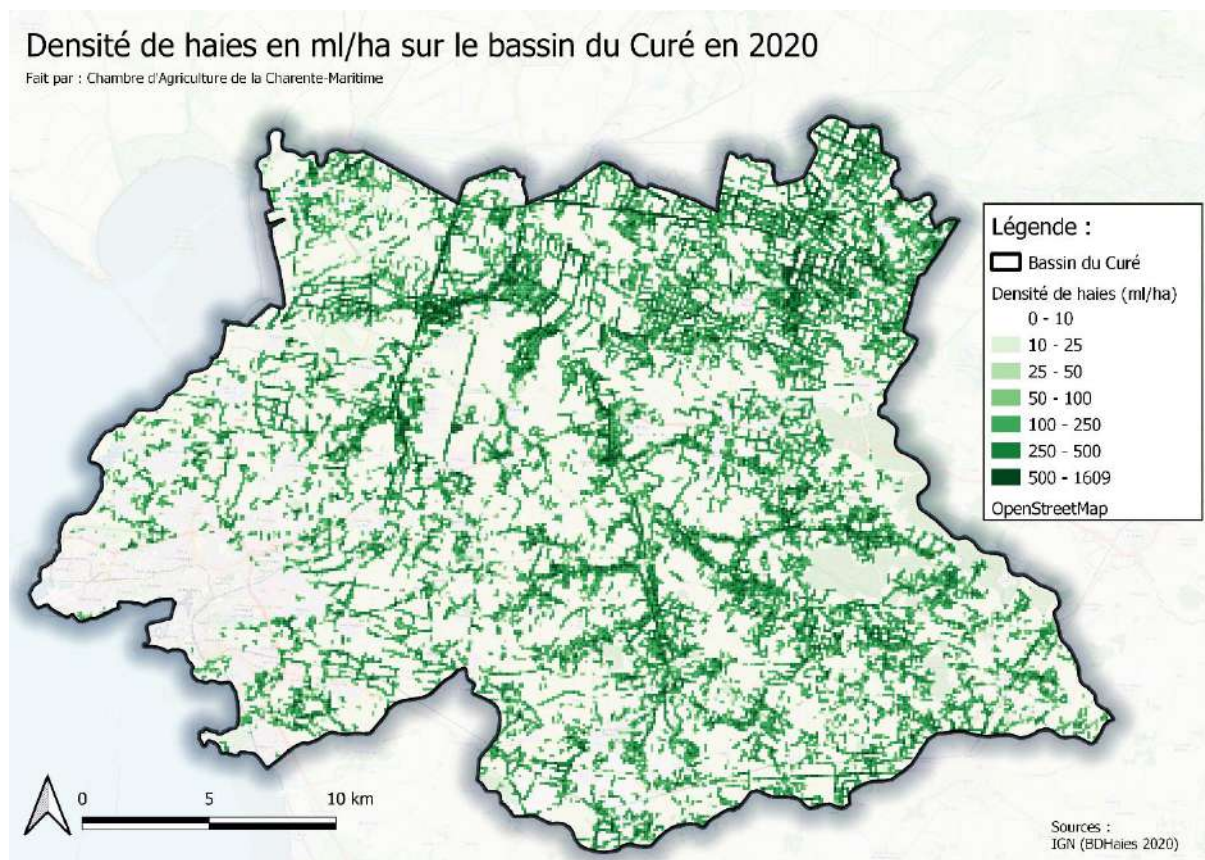 Densité de haies en ml/ha sur le bassin du Curé en 2020
Fait par : Chambre d'Agriculture de la Charente-Maritime
Légende :
Bassin du Curé
Densité de haies (ml/ha)
0 - 10
10 - 25
25 - 50
50 - 100
100 - 250
250 - 500
500 - 1609
OpenStreetMap
0 5 10 km
Sources :
IGN (BDHaies 2020)